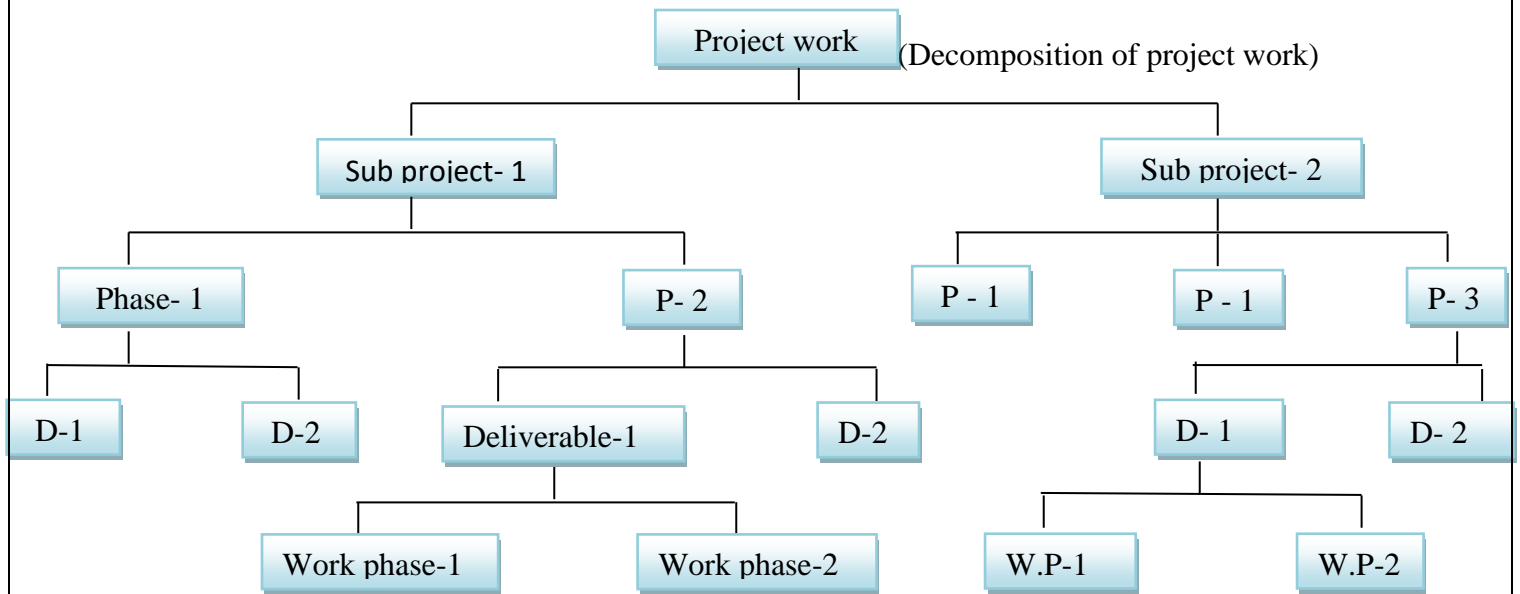 Project work
(Decomposition of project work)
Sub project- 1
Sub project- 2
Phase- 1
P- 2
P - 1
P - 1
P- 3
D-1
D-2
Deliverable-1
D-2
D- 1
D- 2
Work phase-1
Work phase-2
W.P-1
W.P-2